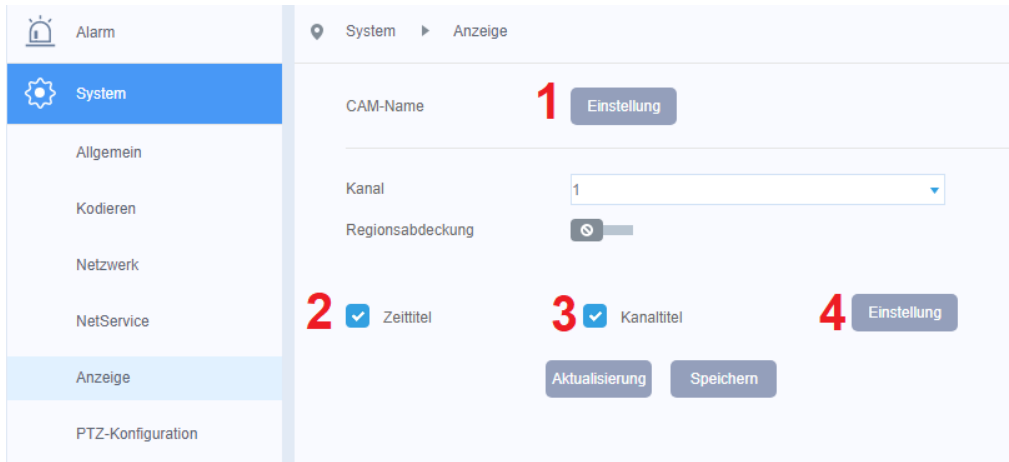 Alarm
System
Allgemein
Kodieren
Netzwerk
NetService
Anzeige
PTZ-Konfiguration
System Anzeige
CAM-Name 1 Einstellung
Kanal 1
Regionsabdeckung
2 Zeittitel 3 Kanaltitel 4 Einstellung
Aktualisierung Speichern